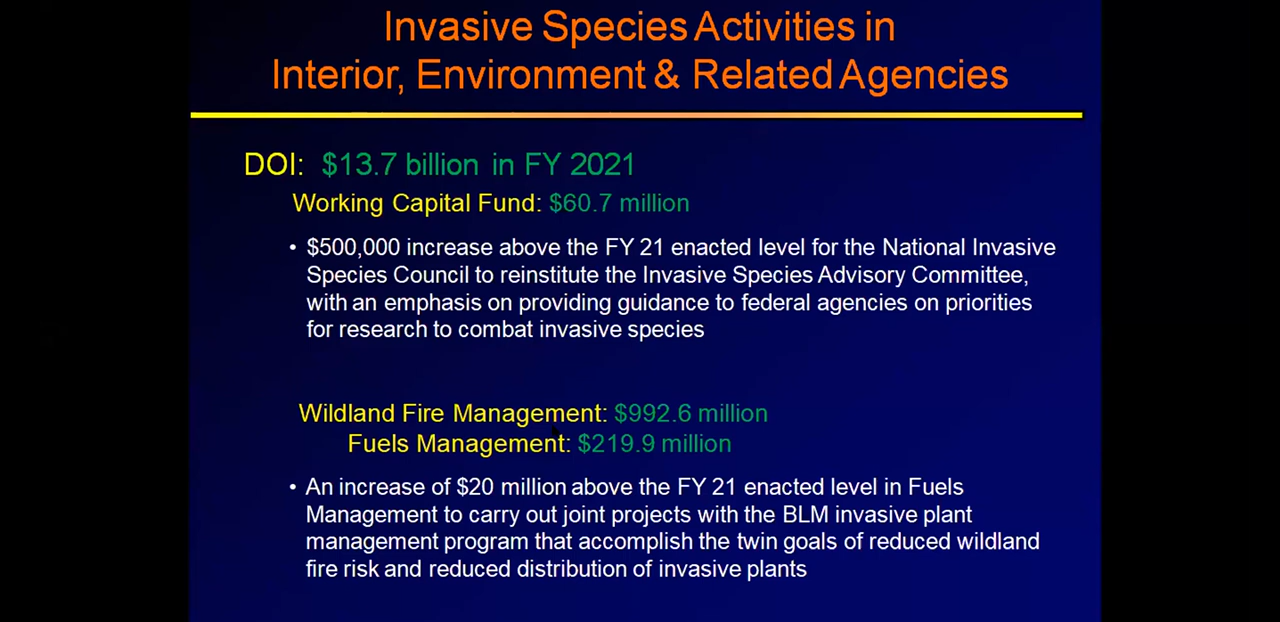 Invasive Species Activities in
Interior, Environment & Related Agencies
DOI: $13.7 billion in FY 2021
Working Capital Fund: $60.7 million
• $500,000 increase above the FY 21 enacted level for the National Invasive
Species Council to reinstitute the Invasive Species Advisory Committee,
with an emphasis on providing guidance to federal agencies on priorities
for research to combat invasive species
Wildland Fire Management: $992.6 million
Fuels Management: $219.9 million
• An increase of $20 million above the FY 21 enacted level in Fuels
Management to carry out joint projects with the BLM invasive plant
management program that accomplish the twin goals of reduced wildland
fire risk and reduced distribution of invasive plants